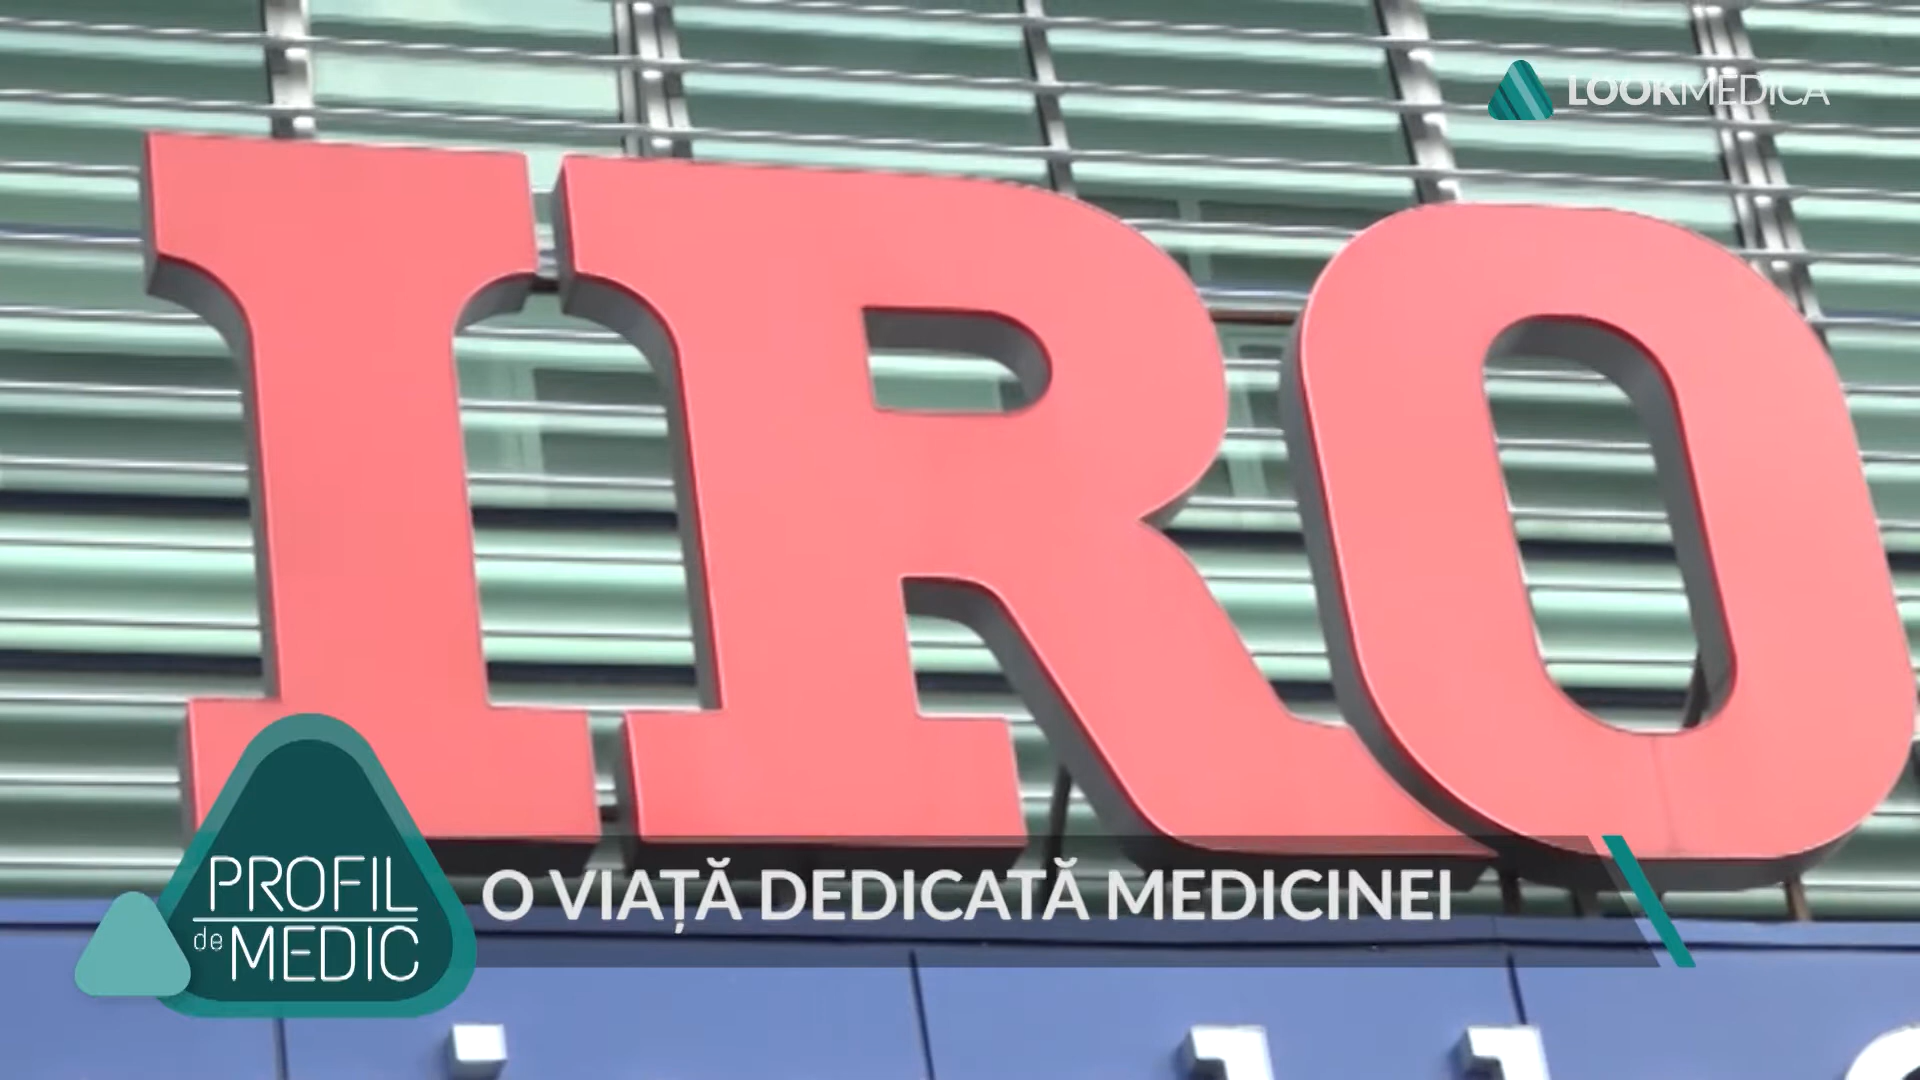 LOOKMEDICA
IRO
PROFIL
de MEDIC
O VIAȚĂ DEDICATĂ MEDICINEI